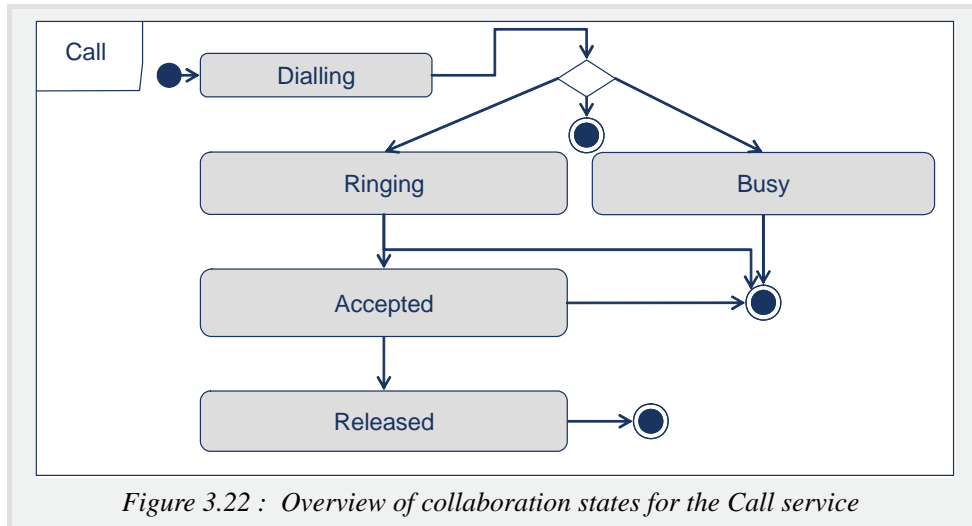 Call
Dialling
Ringing
Busy
Accepted
Released
Figure 3.22 : Overview of collaboration states for the Call service